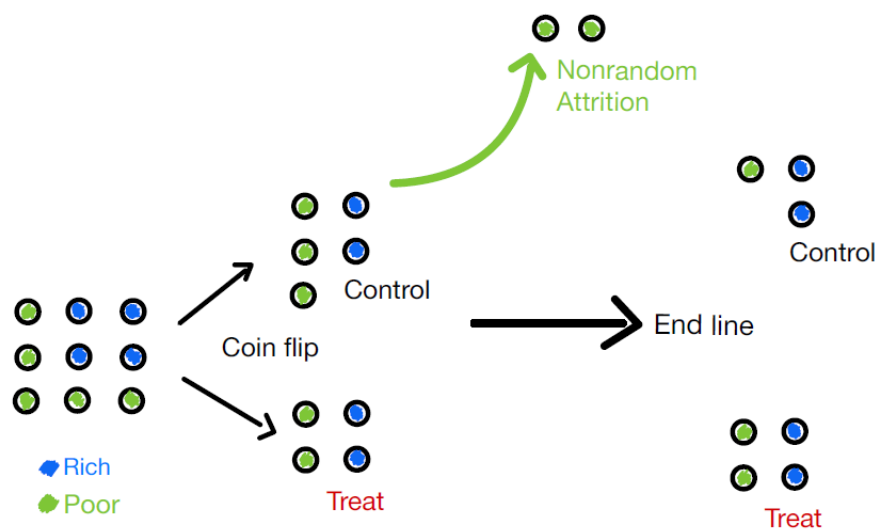 Nonrandom
Attrition
Control
Control
Coin flip
End line
Rich
Poor
Treat
Treat